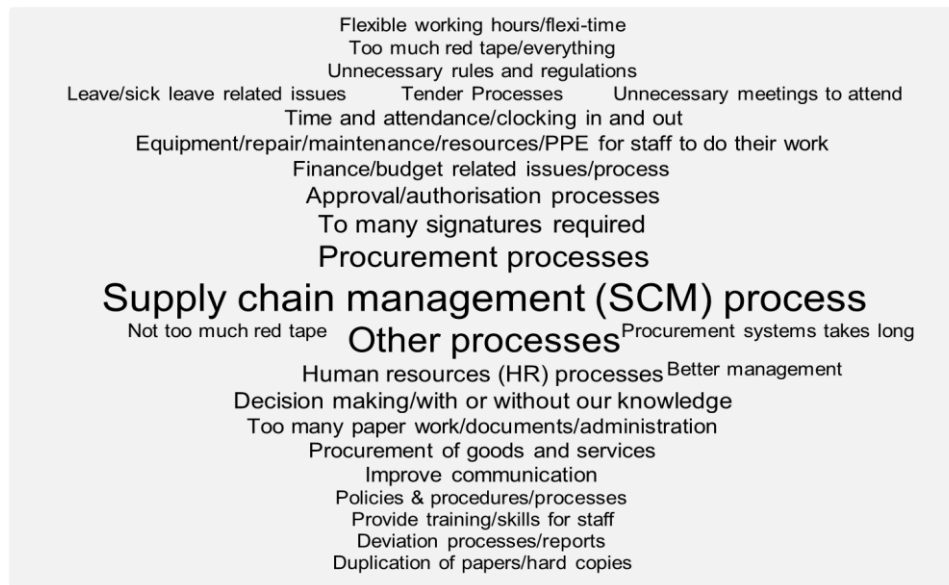 Flexible working hours/flexi-time
Too much red tape/everything
Unnecessary rules and regulations
Leave/sick leave related issues Tender Processes Unnecessary meetings to attend
Time and attendance/clocking in and out
Equipment/repair/maintenance/resources/PPE for staff to do their work
Finance/budget related issues/process
Approval/authorisation processes
To many signatures required
Procurement processes
Supply chain management (SCM) process
Not too much red tape Other processes Procurement systems takes long
Human resources (HR) processes Better management
Decision making/with or without our knowledge
Too many paper work/documents/administration
Procurement of goods and services
Improve communication
Policies & procedures/processes
Provide training/skills for staff
Deviation processes/reports
Duplication of papers/hard copies